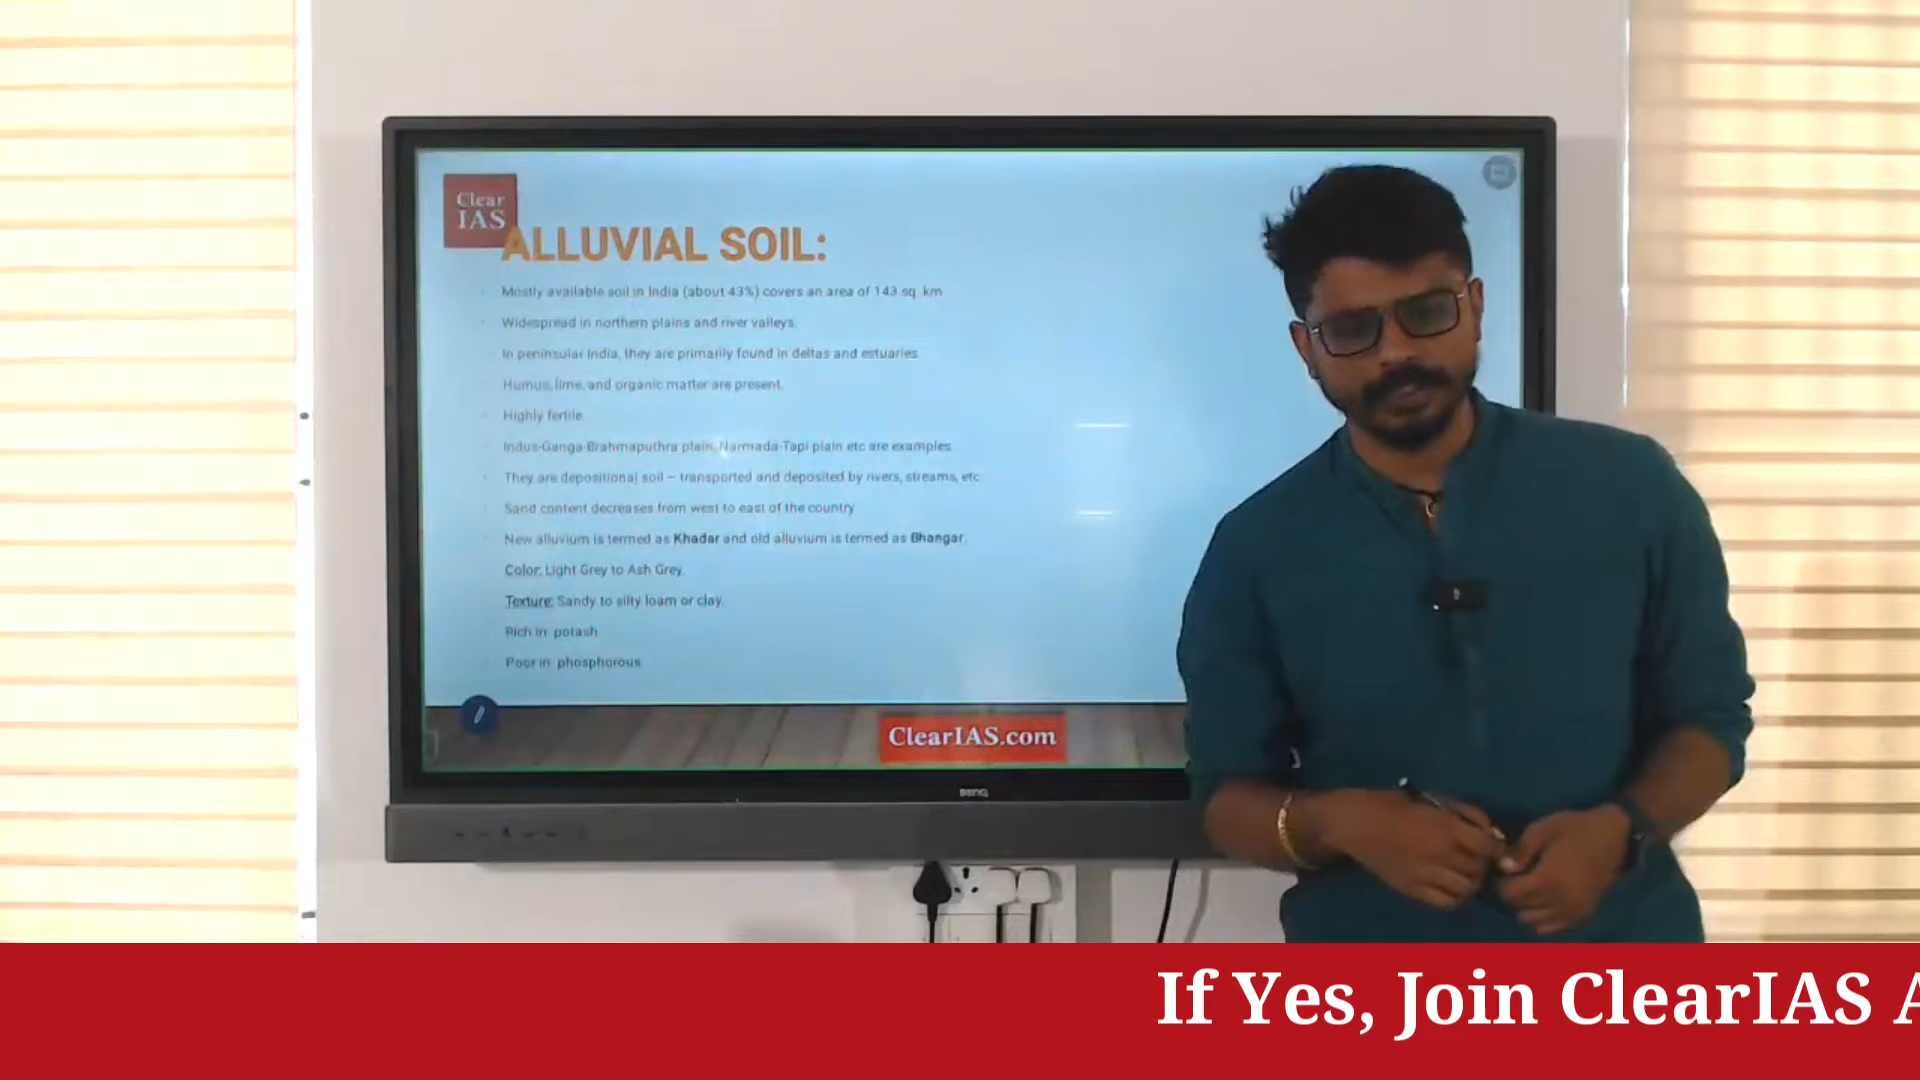 Clear
IAS
ALLUVIAL SOIL:
Mostly available soil in India (about 43%) covers an area of 143 sq. km
Widespread in northern plains and river valleys.
In peninsular India, they are primarily found in deltas and estuaries.
Humus, lime, and organic matter are present.
Highly fertile
Indus-Ganga-Brahmaputhra plain, Narmada-Tapi plain etc are examples.
They are depositional soil – transported and deposited by rivers, streams, etc
Sand content decreases from west to east of the country.
New alluvium is termed as Khadar and old alluvium is termed as Bhangar.
Color: Light Grey to Ash Grey.
Texture: Sandy to silty loam or clay.
Rich in: potash
Poor in: phosphorous
ClearIAS.com
BenQ
If Yes, Join ClearIAS A